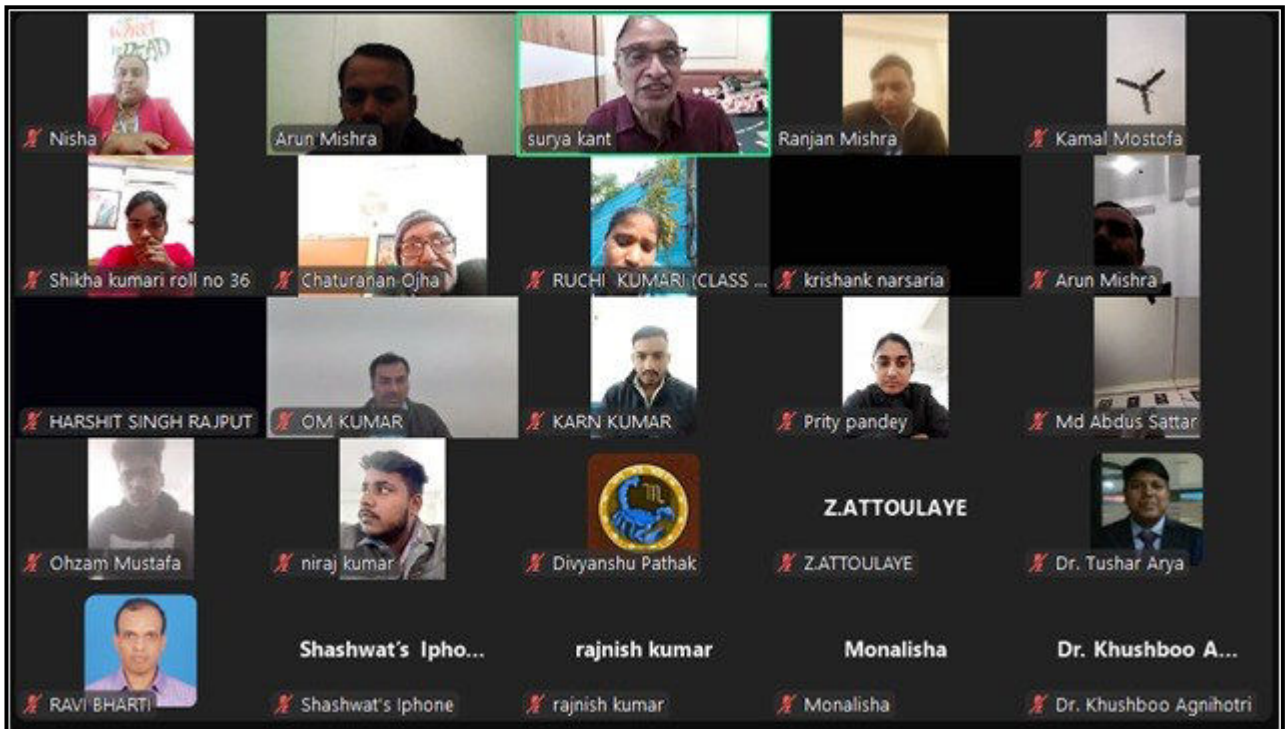 WHAT
is DEAD
Nisha
Arun Mishra
surya kant
Ranjan Mishra
Kamal Mostofa
Shikha kumari roll no 36
Chaturanan Ojha
RUCHI KUMARI (CLASS ...
krishank narsaria
Arun Mishra
HARSHIT SINGH RAJPUT
OM KUMAR
KARN KUMAR
Prity pandey
Md Abdus Sattar
Ohzam Mustafa
niraj kumar
Divyanshu Pathak
Z.ATTOULAYE
Z.ATTOULAYE
Dr. Tushar Arya
RAVI BHARTI
Shashwat's Ipho...
Shashwat's Iphone
rajnish kumar
rajnish kumar
Monalisha
Monalisha
Dr. Khushboo A...
Dr. Khushboo Agnihotri